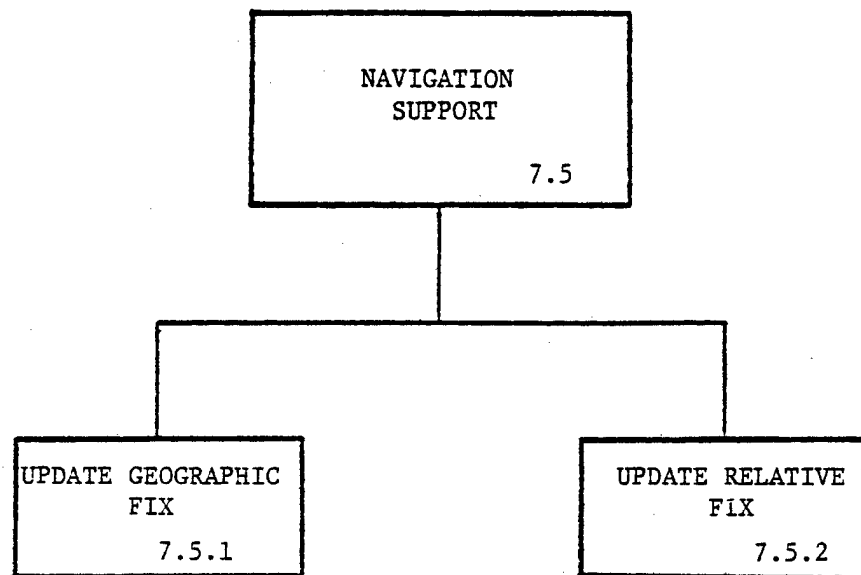 NAVIGATION
SUPPORT
7.5
UPDATE GEOGRAPHIC
FIX
7.5.1
UPDATE RELATIVE
FIX
7.5.2